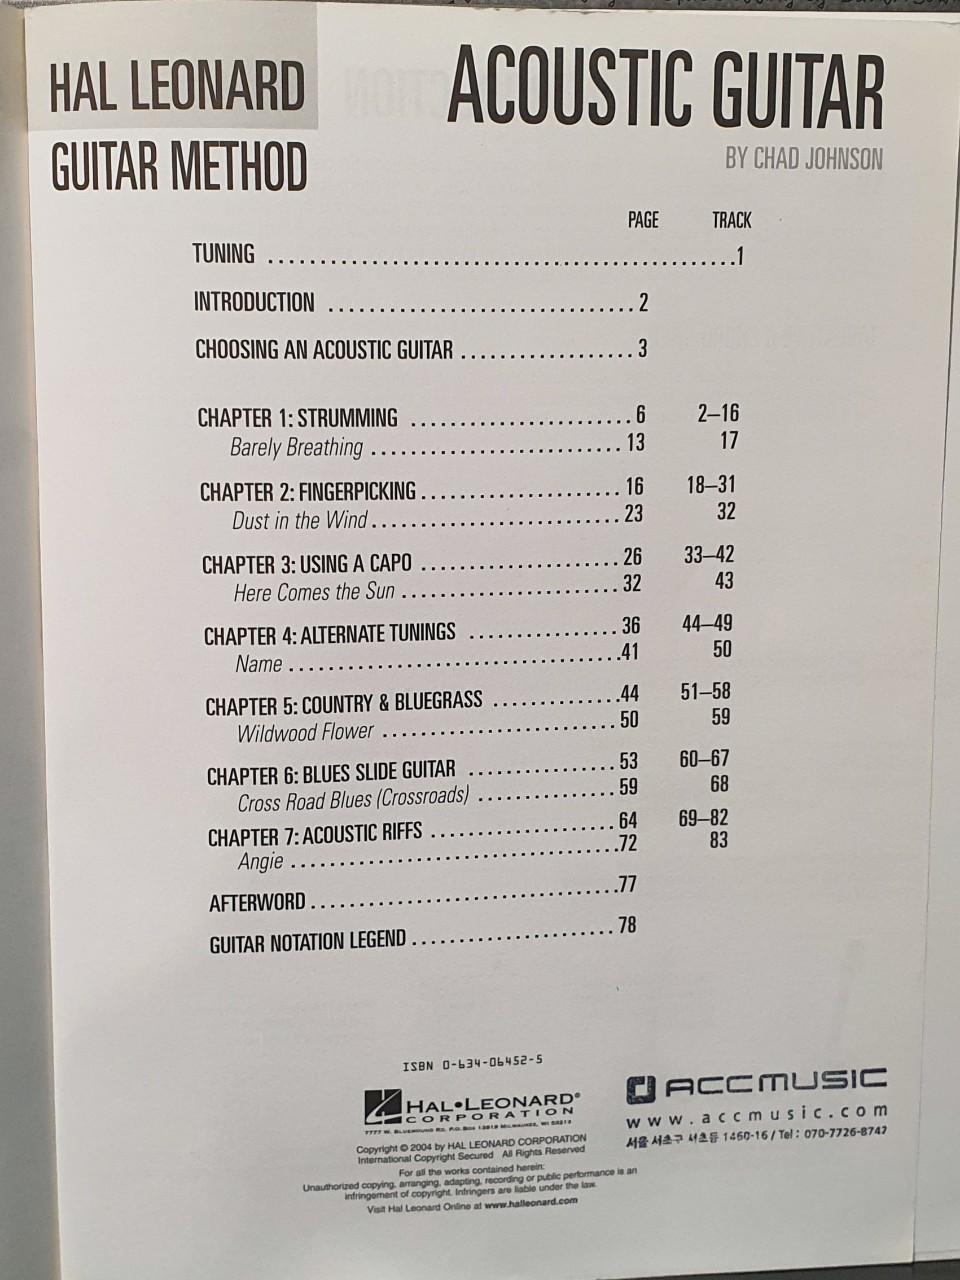 HAL LEONARD
GUITAR METHOD
ACOUSTIC GUITAR
BY CHAD JOHNSON
PAGE TRACK
TUNING ..... 1
INTRODUCTION ..... 2
CHOOSING AN ACOUSTIC GUITAR ..... 3
CHAPTER 1: STRUMMING ..... 6 2–16
Barely Breathing ..... 13 17
CHAPTER 2: FINGERPICKING ..... 16 18–31
Dust in the Wind ..... 23 32
CHAPTER 3: USING A CAPO ..... 26 33–42
Here Comes the Sun ..... 32 43
CHAPTER 4: ALTERNATE TUNINGS ..... 36 44–49
Name ..... 41 50
CHAPTER 5: COUNTRY & BLUEGRASS ..... 44 51–58
Wildwood Flower ..... 50 59
CHAPTER 6: BLUES SLIDE GUITAR ..... 53 60–67
Cross Road Blues (Crossroads) ..... 59 68
CHAPTER 7: ACOUSTIC RIFFS ..... 64 69–82
Angie ..... 72 83
AFTERWORD ..... 77
GUITAR NOTATION LEGEND ..... 78
ISBN 0-634-06452-5
HAL•LEONARD®
CORPORATION
7777 W. BLUEMOUND RD. P.O. BOX 13819 MILWAUKEE, WI 53213
Copyright © 2004 by HAL LEONARD CORPORATION
International Copyright Secured All Rights Reserved
For all the works contained herein:
Unauthorized copying, arranging, adapting, recording or public performance is an
infringement of copyright. Infringers are liable under the law.
Visit Hal Leonard Online at www.halleonard.com
ACCMUSIC
www.accmusic.com
서울 서초구 서초동 1460-16 / Tel : 070-7726-8747